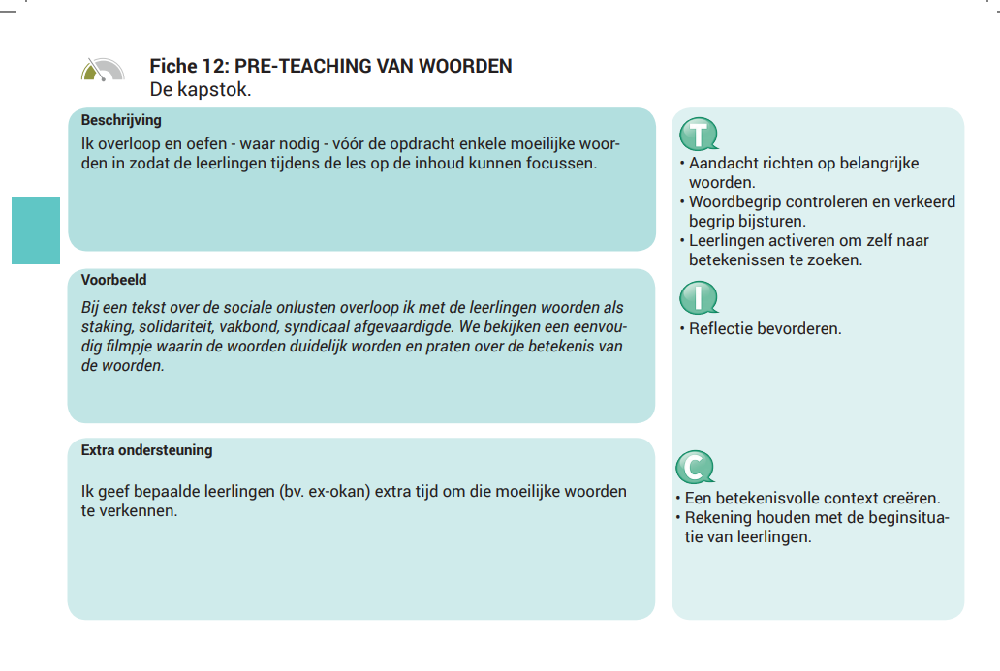 Fiche 12: PRE-TEACHING VAN WOORDEN
De kapstok.
Beschrijving
Ik overloop en oefen - waar nodig - vóór de opdracht enkele moeilijke woor-
den in zodat de leerlingen tijdens de les op de inhoud kunnen focussen.
Voorbeeld
Bij een tekst over de sociale onlusten overloop ik met de leerlingen woorden als
staking, solidariteit, vakbond, syndicaal afgevaardigde. We bekijken een eenvou-
dig filmpje waarin de woorden duidelijk worden en praten over de betekenis van
de woorden.
Extra ondersteuning
Ik geef bepaalde leerlingen (bv. ex-okan) extra tijd om die moeilijke woorden
te verkennen.
T
• Aandacht richten op belangrijke
woorden.
• Woordbegrip controleren en verkeerd
begrip bijsturen.
• Leerlingen activeren om zelf naar
betekenissen te zoeken.
I
• Reflectie bevorderen.
C
• Een betekenisvolle context creëren.
• Rekening houden met de beginsitua-
tie van leerlingen.